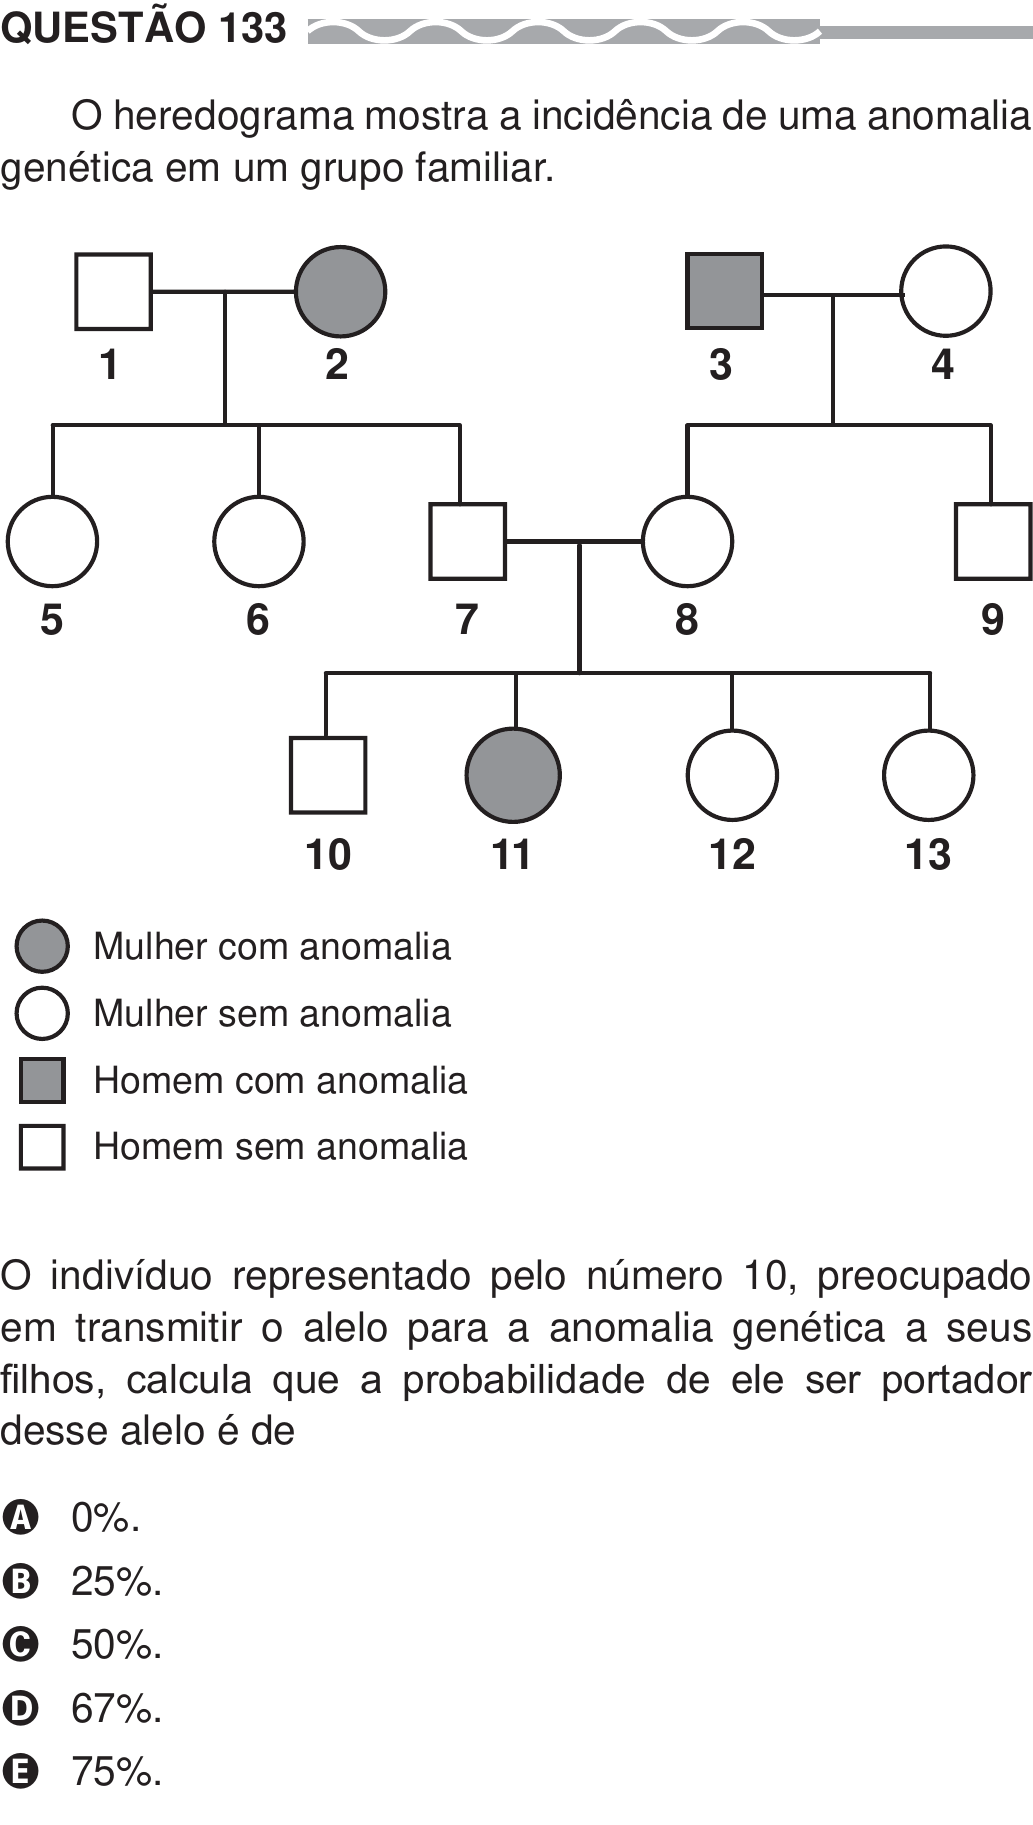 QUESTÃO 133
O heredograma mostra a incidência de uma anomalia
genética em um grupo familiar.
1 2 3 4
5 6 7 8 9
10 11 12 13
Mulher com anomalia
Mulher sem anomalia
Homem com anomalia
Homem sem anomalia
O indivíduo representado pelo número 10, preocupado
em transmitir o alelo para a anomalia genética a seus
filhos, calcula que a probabilidade de ele ser portador
desse alelo é de
A 0%.
B 25%.
C 50%.
D 67%.
E 75%.